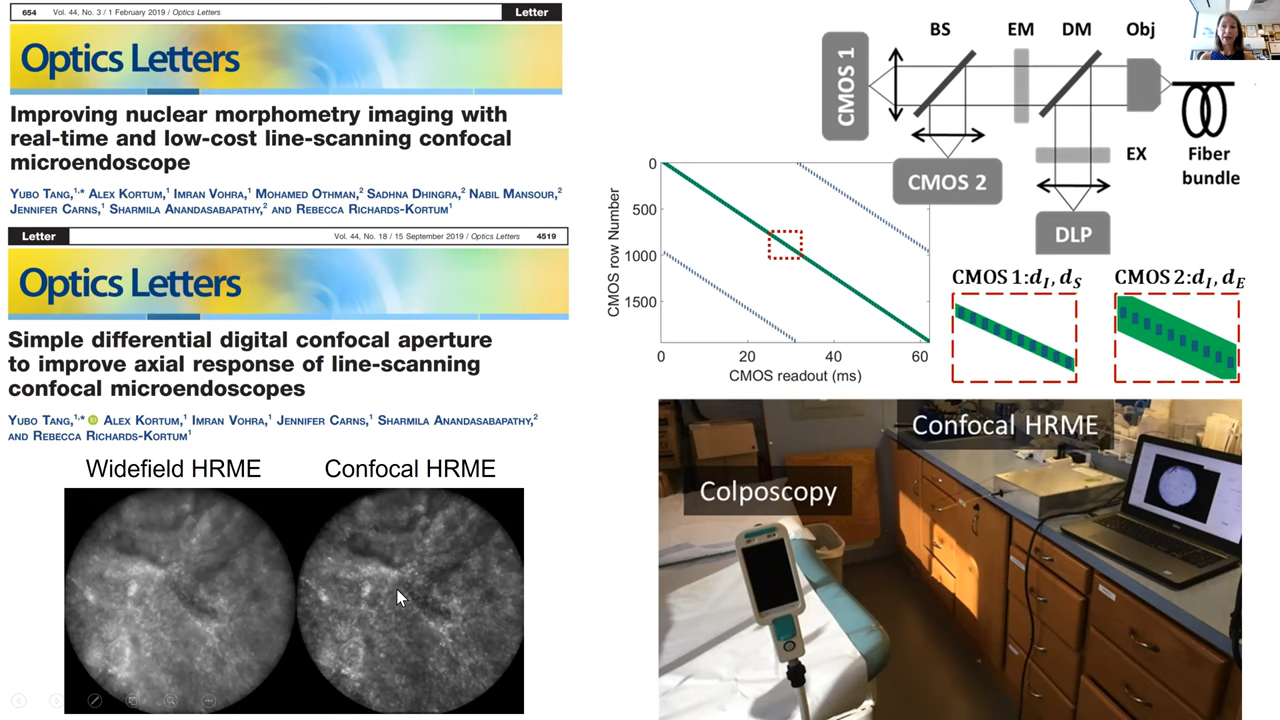 654 Vol. 44, No. 3 / 1 February 2019 / Optics Letters Letter
Optics Letters
Improving nuclear morphometry imaging with
real-time and low-cost line-scanning confocal
microendoscope
YUBO TANG,1,* ALEX KORTUM,1 IMRAN VOHRA,1 MOHAMED OTHMAN,2 SADHNA DHINGRA,2 NABIL MANSOUR,2
JENNIFER CARNS,1 SHARMILA ANANDASABAPATHY,2 AND REBECCA RICHARDS-KORTUM1
Letter Vol. 44, No. 18 / 15 September 2019 / Optics Letters 4519
Optics Letters
Simple differential digital confocal aperture
to improve axial response of line-scanning
confocal microendoscopes
YUBO TANG,1,* ALEX KORTUM,1 IMRAN VOHRA,1 JENNIFER CARNS,1 SHARMILA ANANDASABAPATHY,2
AND REBECCA RICHARDS-KORTUM1
Widefield HRME
Confocal HRME
BS
EM
DM
Obj
CMOS 1
CMOS 2
EX
DLP
Fiber
bundle
CMOS row Number
0
500
1000
1500
0
20
40
60
CMOS readout (ms)
CMOS 1:dI, dS
CMOS 2:dI, dE
Colposcopy
Confocal HRME